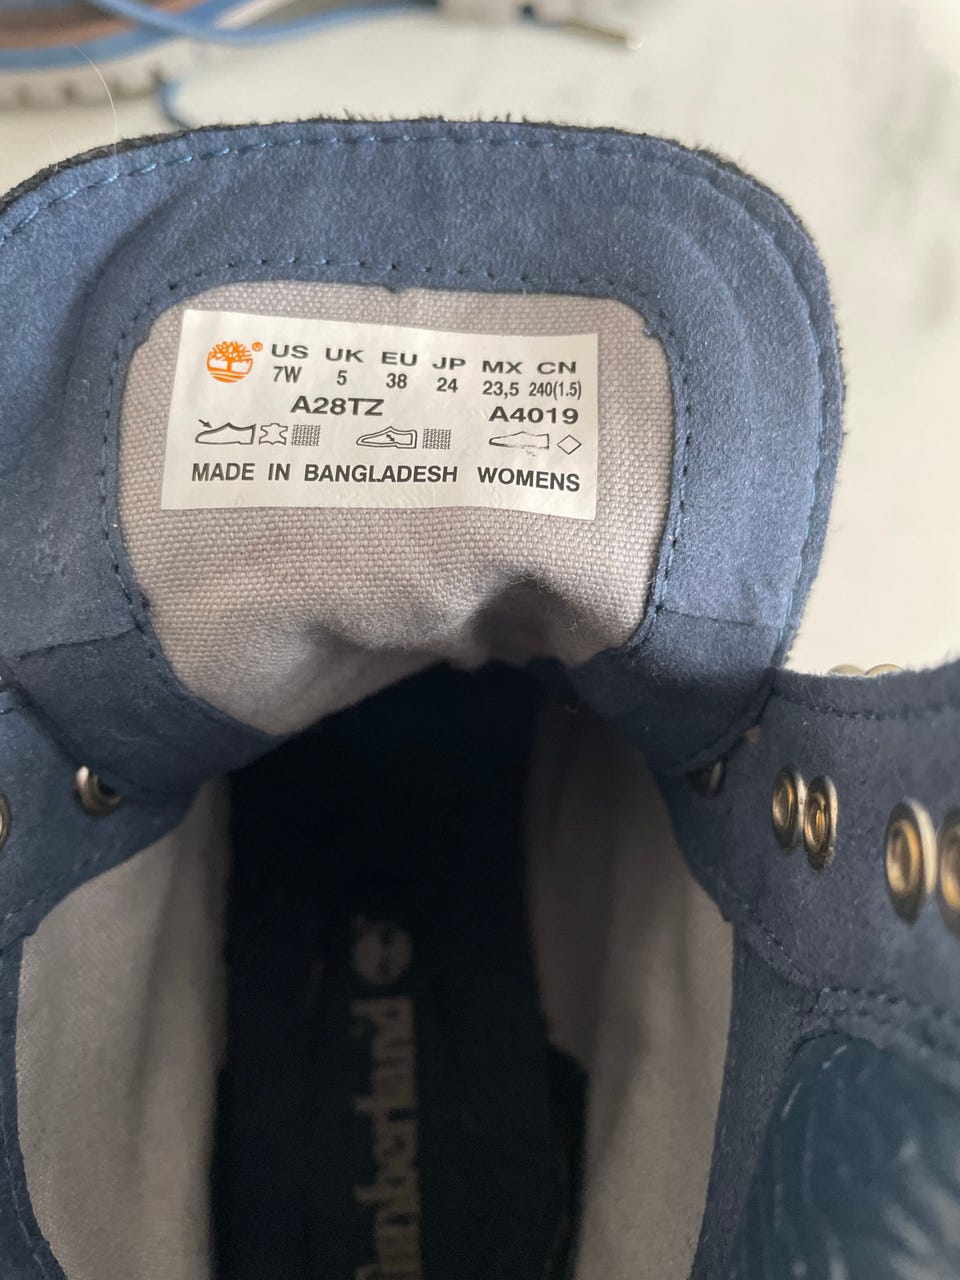 ® US UK EU JP MX CN
7W 5 38 24 23,5 240(1.5)
A28TZ A4019
MADE IN BANGLADESH WOMENS
Timberland